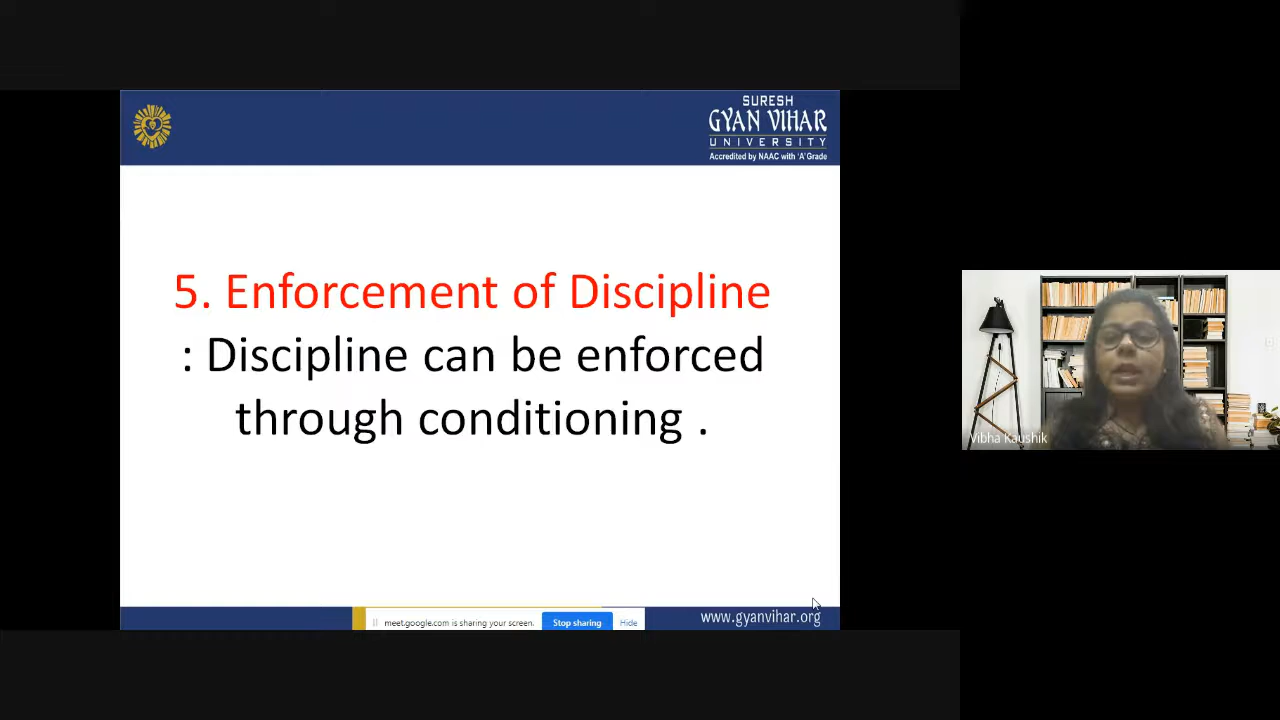 SURESH
GYAN VIHAR
UNIVERSITY
Accredited by NAAC with 'A' Grade
5. Enforcement of Discipline
: Discipline can be enforced
through conditioning .
Vibha Kaushik
meet.google.com is sharing your screen. Stop sharing Hide
www.gyanvihar.org